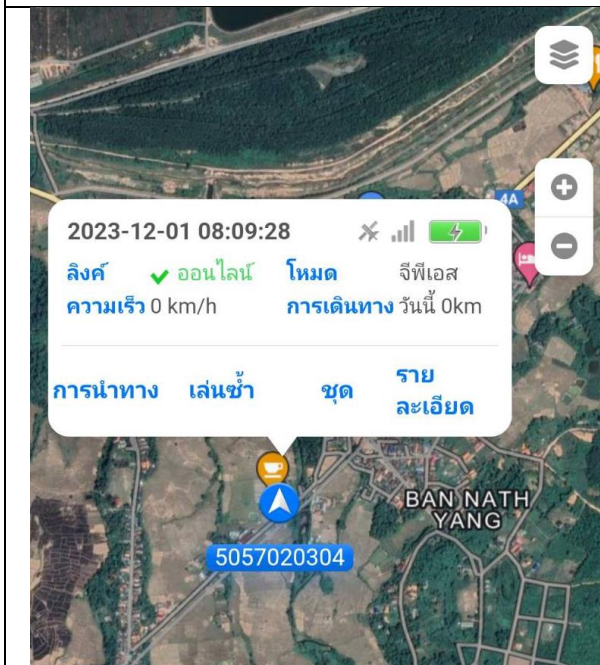 4A
2023-12-01 08:09:28
ลิงค์ ออนไลน์ โหมด จีพีเอส
ความเร็ว 0 km/h การเดินทาง วันนี้ 0km
การนำทาง เล่นซ้ำ ชุด ราย
ละเอียด
BAN NATH
YANG
5057020304